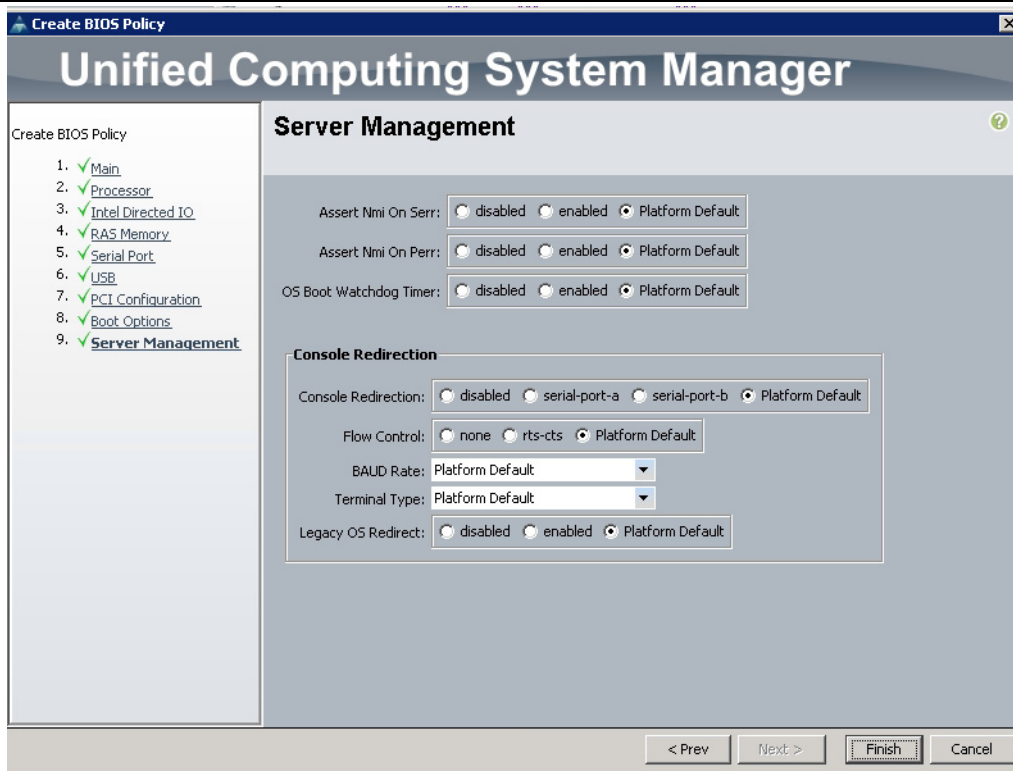 Create BIOS Policy
Unified Computing System Manager
Create BIOS Policy
1. Main
2. Processor
3. Intel Directed IO
4. RAS Memory
5. Serial Port
6. USB
7. PCI Configuration
8. Boot Options
9. Server Management
Server Management
Assert Nmi On Serr: disabled enabled Platform Default
Assert Nmi On Perr: disabled enabled Platform Default
OS Boot Watchdog Timer: disabled enabled Platform Default
Console Redirection
Console Redirection: disabled serial-port-a serial-port-b Platform Default
Flow Control: none rts-cts Platform Default
BAUD Rate: Platform Default
Terminal Type: Platform Default
Legacy OS Redirect: disabled enabled Platform Default
< Prev Next > Finish Cancel